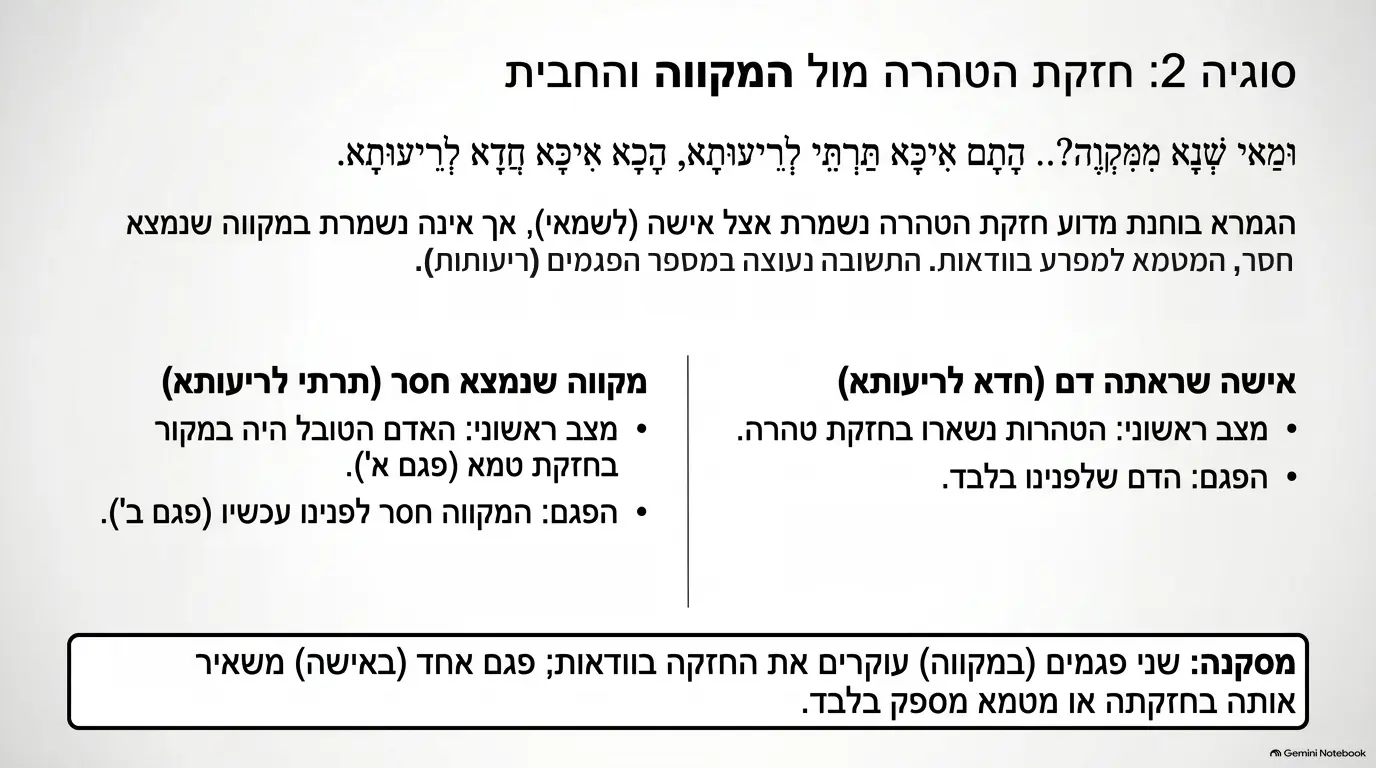 סוגיה 2: חזקת הטהרה מול המקווה והחבית
וּמַאי שְׁנָא מִמִּקְוֶה?.. הָתָם אִיכָּא תַּרְתֵּי לְרֵיעוּתָא, הָכָא אִיכָּא חֲדָא לְרֵיעוּתָא.
הגמרא בוחנת מדוע חזקת הטהרה נשמרת אצל אישה (לשמאי), אך אינה נשמרת במקווה שנמצא
חסר, המטמא למפרע בוודאות. התשובה נעוצה במספר הפגמים (ריעותות).
אישה שראתה דם (חדא לריעותא)
• מצב ראשוני: הטהרות נשארו בחזקת טהרה.
• הפגם: הדם שלפנינו בלבד.
מקווה שנמצא חסר (תרתי לריעותא)
• מצב ראשוני: האדם הטובל היה במקור
בחזקת טמא (פגם א').
• הפגם: המקווה חסר לפנינו עכשיו (פגם ב').
מסקנה: שני פגמים (במקווה) עוקרים את החזקה בוודאות; פגם אחד (באישה) משאיר
אותה בחזקתה או מטמא מספק בלבד.
Gemini Notebook